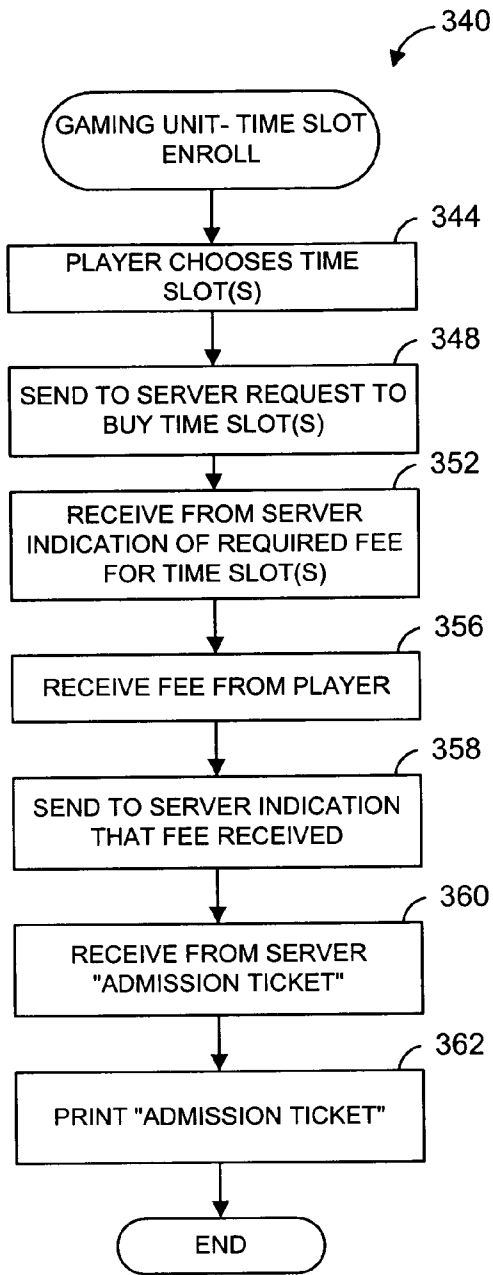 340
GAMING UNIT- TIME SLOT
ENROLL
344
PLAYER CHOOSES TIME
SLOT(S)
348
SEND TO SERVER REQUEST TO
BUY TIME SLOT(S)
352
RECEIVE FROM SERVER
INDICATION OF REQUIRED FEE
FOR TIME SLOT(S)
356
RECEIVE FEE FROM PLAYER
358
SEND TO SERVER INDICATION
THAT FEE RECEIVED
360
RECEIVE FROM SERVER
"ADMISSION TICKET"
362
PRINT "ADMISSION TICKET"
END